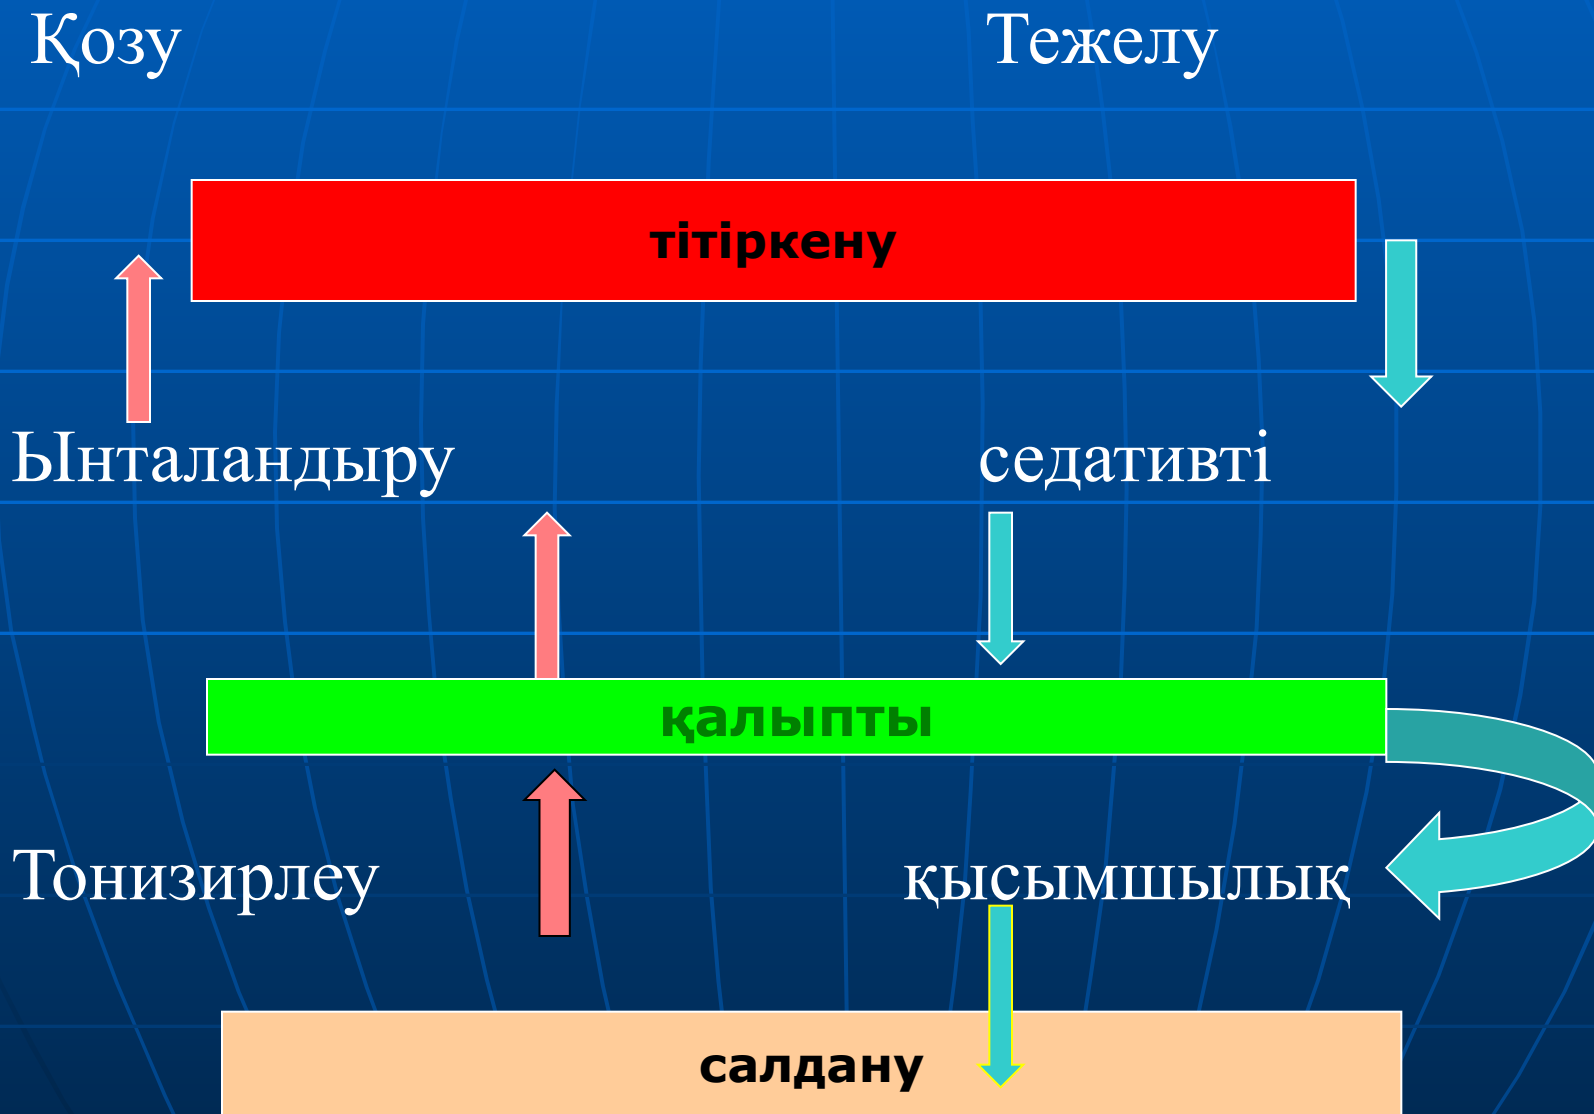 Қозу Тежелу
тітіркену
Ынталандыру седативті
қалыпты
Тонизирлеу қысымшылық
салдану